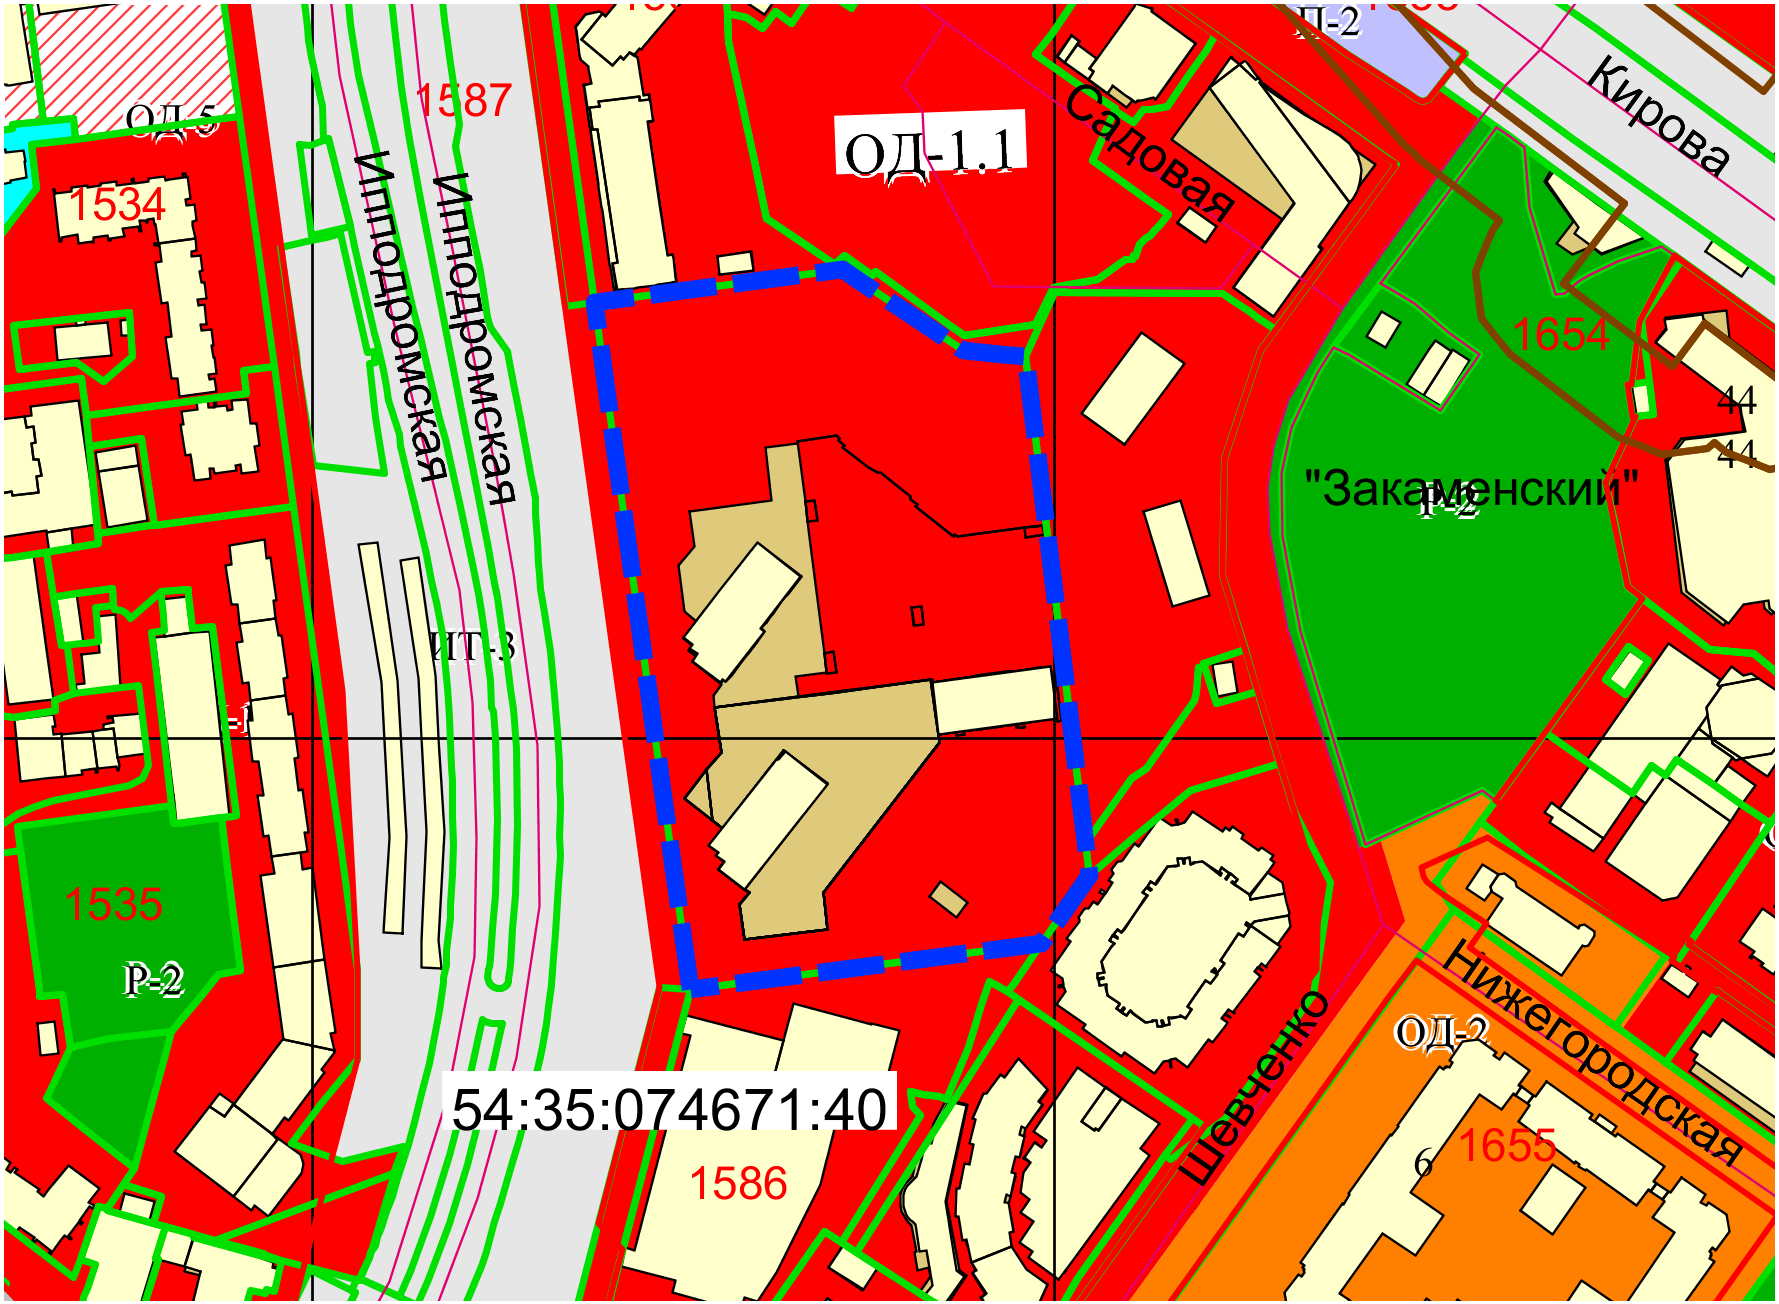 П-2
Кирова
1587
ОД-5
ОД-1.1
Садовая
1534
Ипподромская
Ипподромская
1654
44
44
"Закаменский"
Р-2
ИТ-3
1535
Р-2
ОД-2
Нижегородская
Шевченко
54:35:074671:40
1655
6
1586